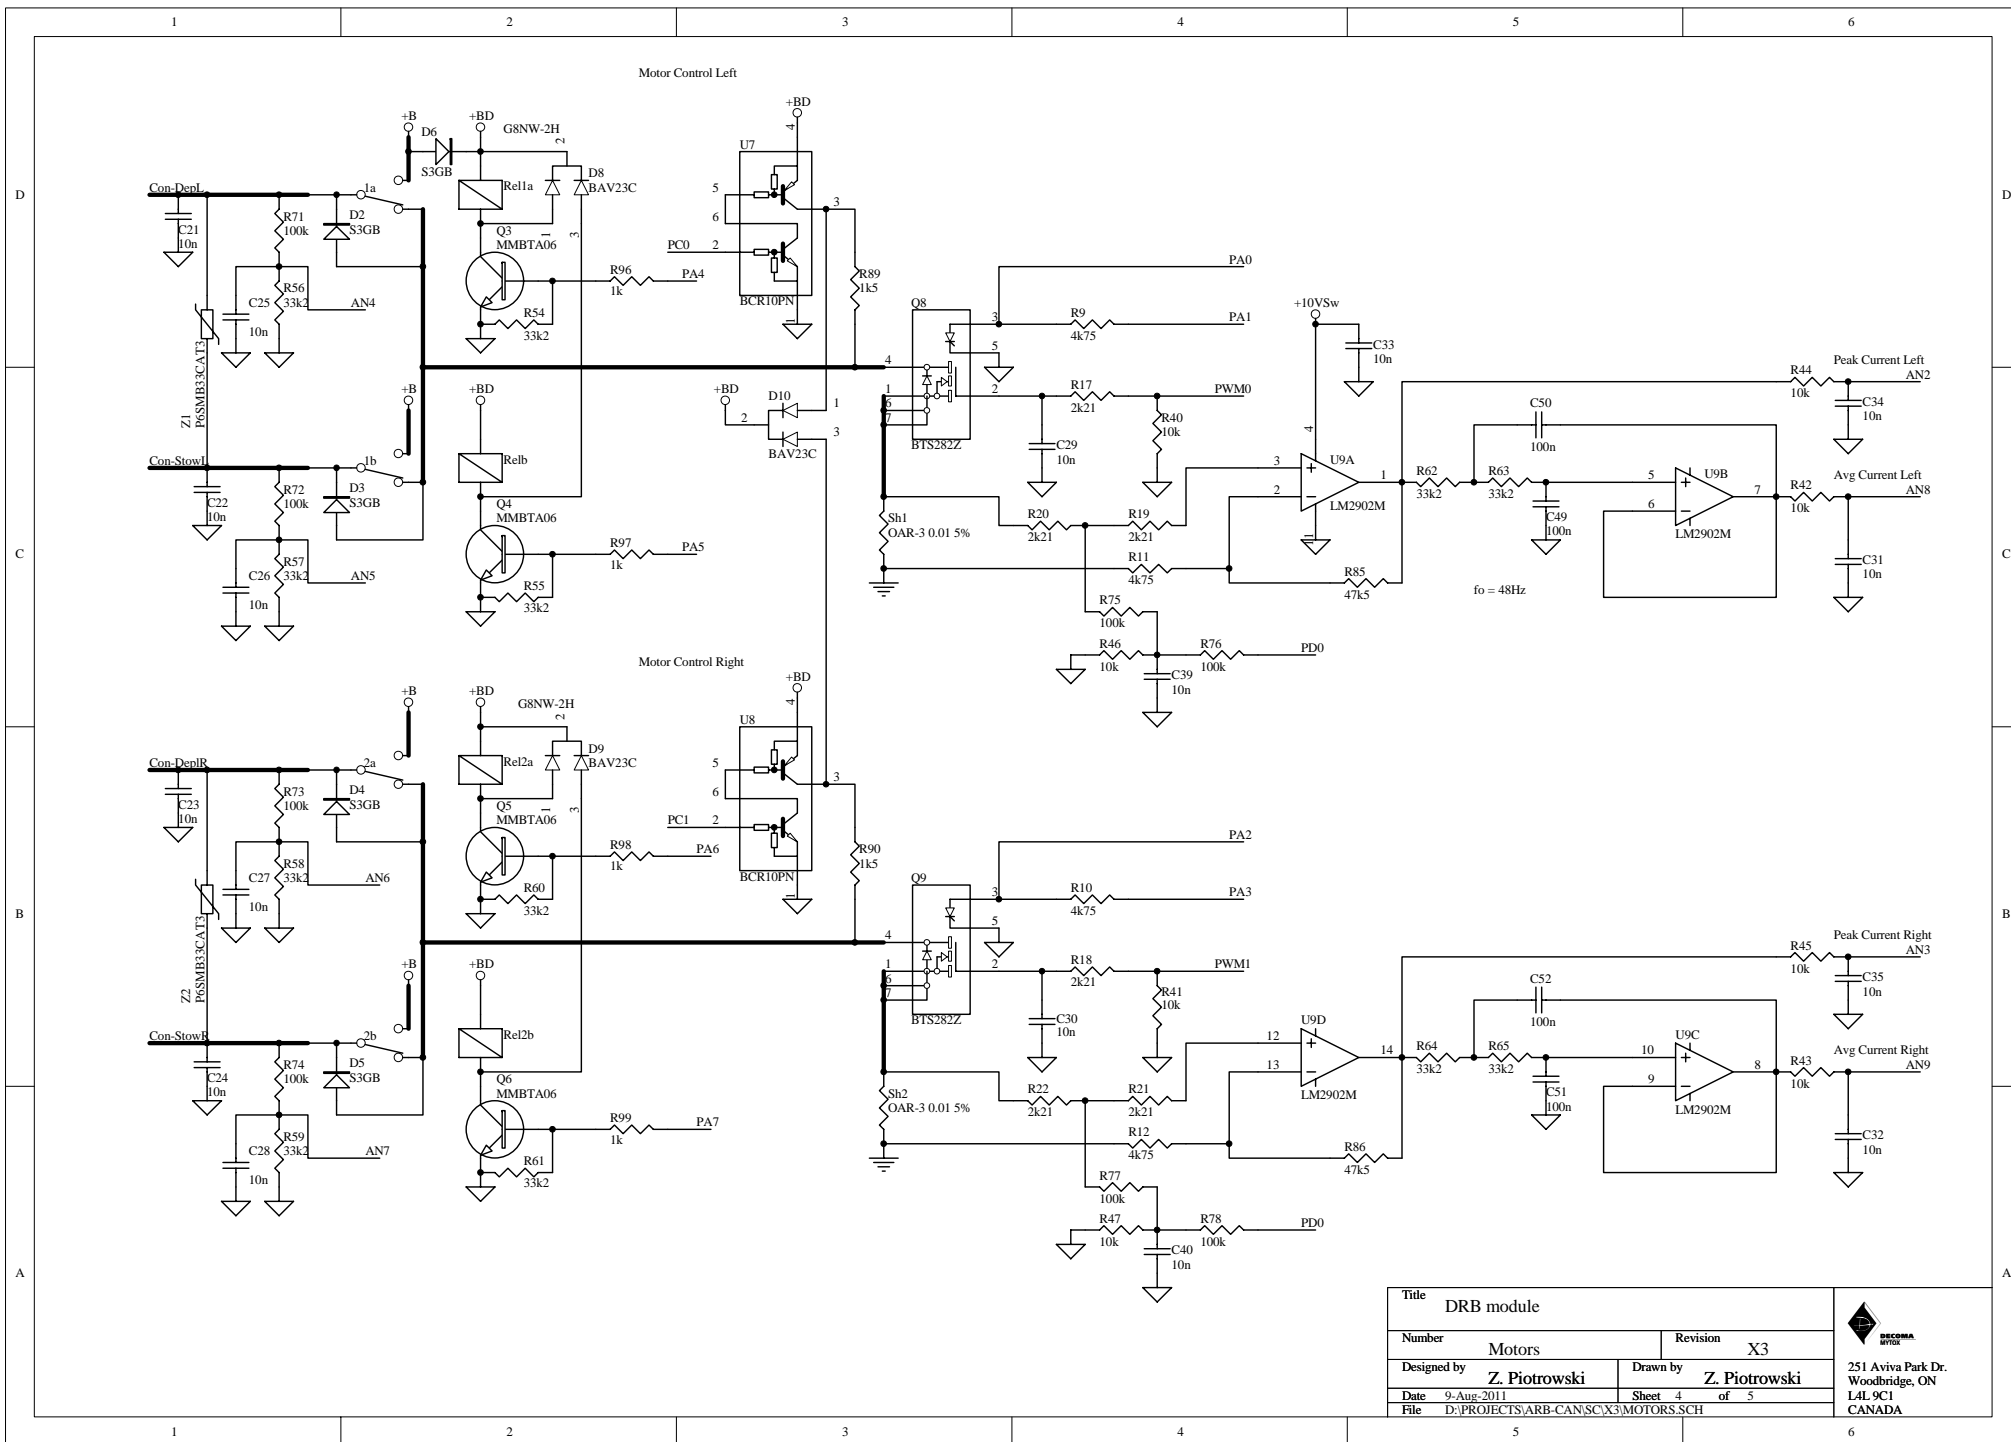 1 2 3 4 5 6
Motor Control Left
+B
D6
S3GB
+BD
G8NW-2H
2
Rel1a
D8
BAV23C
1
3
Con-DepL
1a
C21
10n
R71
100k
D2
S3GB
Q3
MMBTA06
R96
1k
PA4
R54
33k2
R56
33k2
C25
10n
AN4
Z1
P6SMB33CAT3
+BD
4
U7
5
6
3
PC0
2
BCR10PN
1
R89
1k5
+BD
2
D10
1
3
BAV23C
+B
+BD
Relb
Con-StowL
1b
C22
10n
R72
100k
D3
S3GB
Q4
MMBTA06
R97
1k
PA5
R55
33k2
R57
33k2
C26
10n
AN5
Q8
3
5
4
1
6
7
2
BTS282Z
PA0
R9
4k75
PA1
R17
2k21
PWM0
R40
10k
C29
10n
Sh1
OAR-3 0.01 5%
R20
2k21
R19
2k21
R11
4k75
R75
100k
R46
10k
R76
100k
PD0
C39
10n
+10VSw
C33
10n
4
3
2
U9A
1
LM2902M
11
R85
47k5
R62
33k2
R63
33k2
C50
100n
C49
100n
fo = 48Hz
5
6
U9B
7
LM2902M
R44
10k
Peak Current Left
AN2
C34
10n
R42
10k
Avg Current Left
AN8
C31
10n
Motor Control Right
+B
+BD
G8NW-2H
2
Rel2a
D9
BAV23C
1
3
Con-DeplR
2a
C23
10n
R73
100k
D4
S3GB
Q5
MMBTA06
R98
1k
PA6
R60
33k2
R58
33k2
C27
10n
AN6
Z2
P6SMB33CAT3
+BD
4
U8
5
6
3
PC1
2
BCR10PN
1
R90
1k5
+B
+BD
Rel2b
Con-StowR
2b
C24
10n
R74
100k
D5
S3GB
Q6
MMBTA06
R99
1k
PA7
R61
33k2
R59
33k2
C28
10n
AN7
Q9
3
5
4
1
6
7
2
BTS282Z
PA2
R10
4k75
PA3
R18
2k21
PWM1
R41
10k
C30
10n
Sh2
OAR-3 0.01 5%
R22
2k21
R21
2k21
R12
4k75
R77
100k
R47
10k
R78
100k
PD0
C40
10n
12
13
U9D
14
LM2902M
R86
47k5
R64
33k2
R65
33k2
C52
100n
C51
100n
10
9
U9C
8
LM2902M
R45
10k
Peak Current Right
AN3
C35
10n
R43
10k
Avg Current Right
AN9
C32
10n
D D
C C
B B
A A
Title
DRB module
Number
Motors
Revision
X3
Designed by
Z. Piotrowski
Drawn by
Z. Piotrowski
Date 9-Aug-2011
Sheet 4 of 5
File D:\PROJECTS\ARB-CAN\SC\X3\MOTORS.SCH
DECOMA
MYTOX
251 Aviva Park Dr.
Woodbridge, ON
L4L 9C1
CANADA
1 2 3 4 5 6